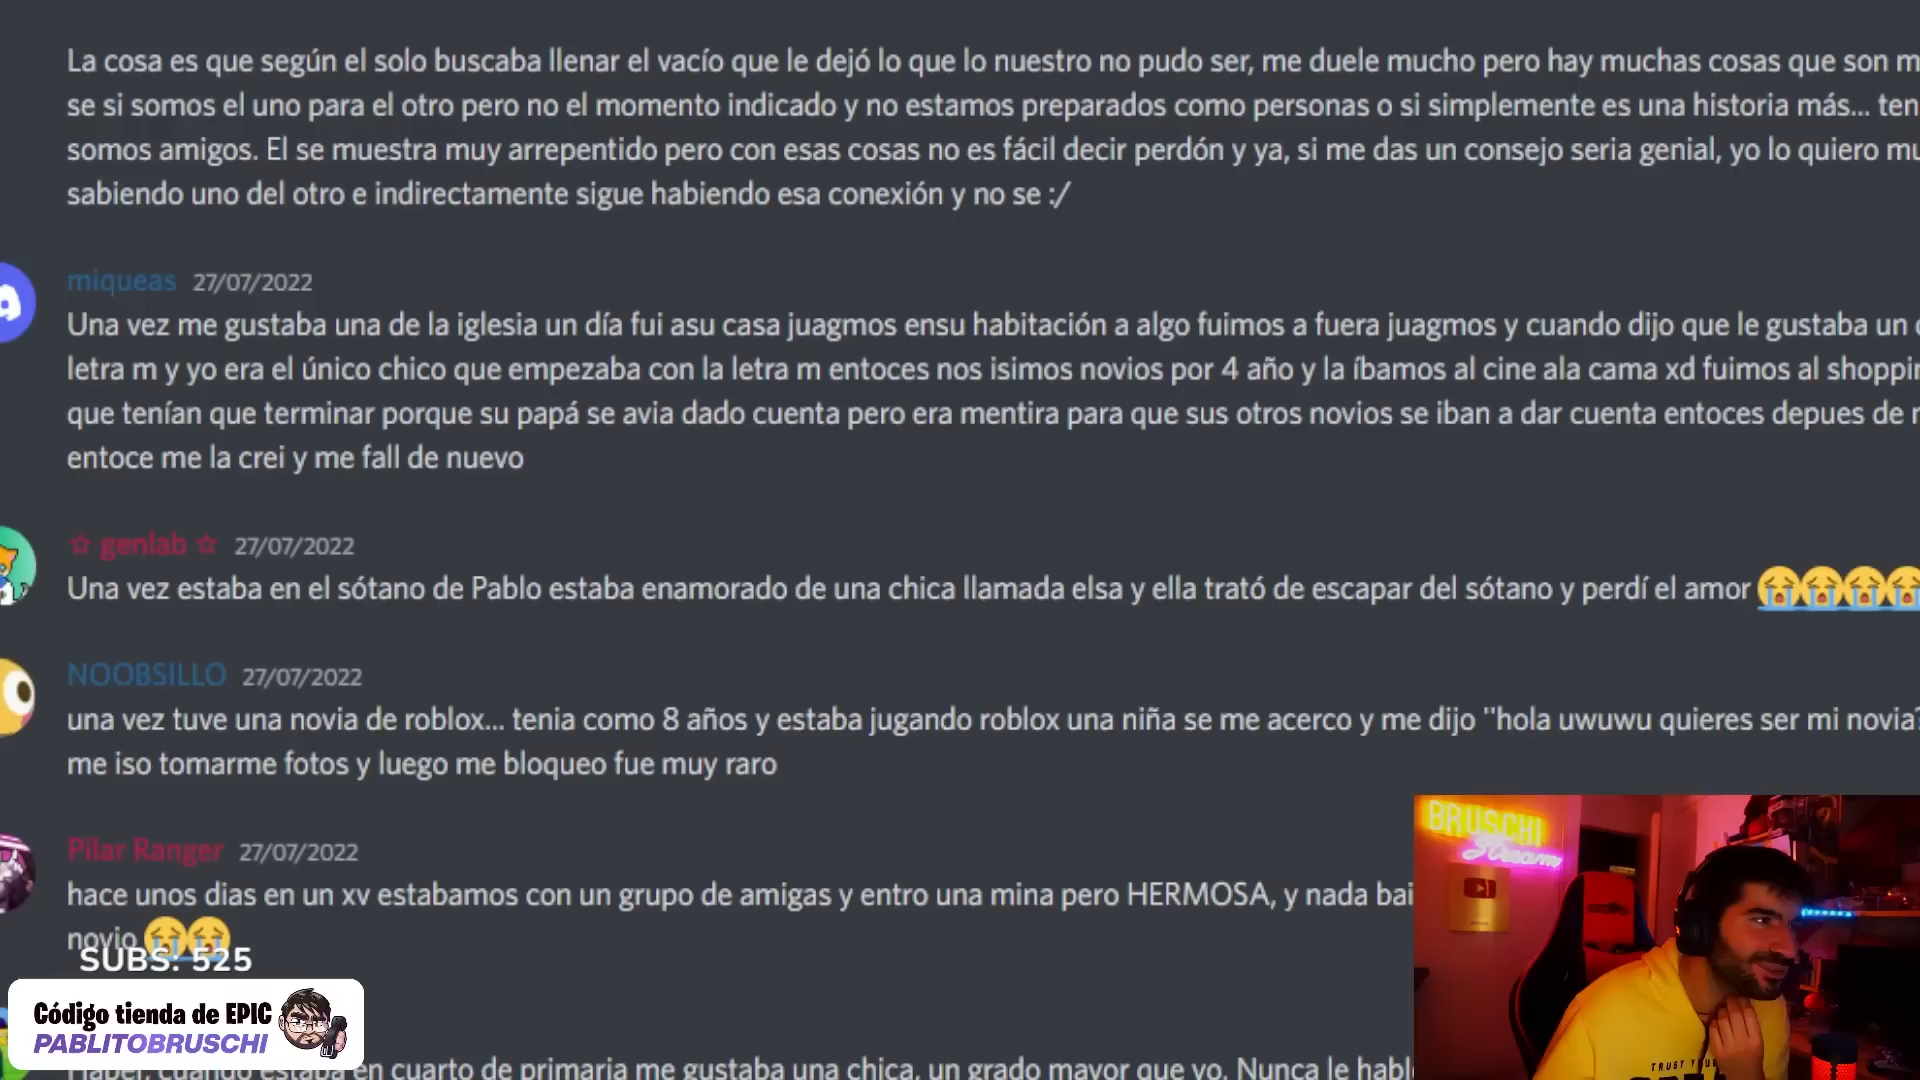 La cosa es que según el solo buscaba llenar el vacío que le dejó lo que lo nuestro no pudo ser, me duele mucho pero hay muchas cosas que son
se si somos el uno para el otro pero no el momento indicado y no estamos preparados como personas o si simplemente es una historia más... ten
somos amigos. El se muestra muy arrepentido pero con esas cosas no es fácil decir perdón y ya, si me das un consejo seria genial, yo lo quiero
sabiendo uno del otro e indirectamente sigue habiendo esa conexión y no se :/
miqueas 27/07/2022
Una vez me gustaba una de la iglesia un día fui asu casa juagmos ensu habitación a algo fuimos a fuera juagmos y cuando dijo que le gustaba un
letra m y yo era el único chico que empezaba con la letra m entoces nos isimos novios por 4 año y la íbamos al cine ala cama xd fuimos al shoppin
que tenían que terminar porque su papá se avia dado cuenta pero era mentira para que sus otros novios se iban a dar cuenta entoces depues de
entoce me la crei y me fall de nuevo
☆ genlab ☆ 27/07/2022
Una vez estaba en el sótano de Pablo estaba enamorado de una chica llamada elsa y ella trató de escapar del sótano y perdí el amor 😭😭😭😭
NOOBSILLO 27/07/2022
una vez tuve una novia de roblox... tenia como 8 años y estaba jugando roblox una niña se me acerco y me dijo "hola uwuwu quieres ser mi novia?
me iso tomarme fotos y luego me bloqueo fue muy raro
Pilar Ranger 27/07/2022
hace unos dias en un xv estabamos con un grupo de amigas y entro una mina pero HERMOSA, y nada bai
novio 😭😭
SUBS: 525
Código tienda de EPIC
PABLITOBRUSCHI
en cuarto de primaria me gustaba una chica, un grado mayor que yo. Nunca le habl
BRUSCHI
Stream